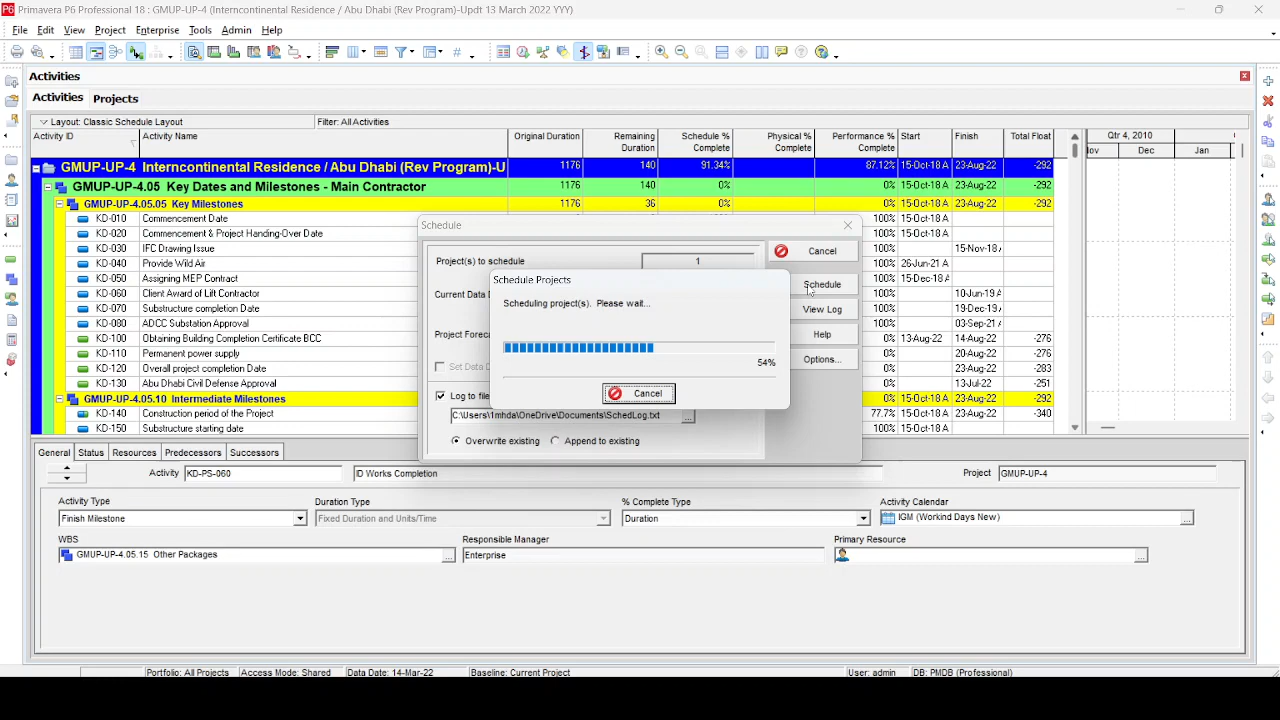 Primavera P6 Professional 18 : GMUP-UP-4 (Interncontinental Residence / Abu Dhabi (Rev Program)-Updt 13 March 2022 YYY)
File Edit View Project Enterprise Tools Admin Help
Activities
Activities Projects
Layout: Classic Schedule Layout Filter: All Activities
Activity ID Activity Name Original Duration Remaining Duration Schedule % Complete Physical % Complete Performance % Complete Start Finish Total Float Qtr 4, 2010
Nov Dec Jan
GMUP-UP-4 Interncontinental Residence / Abu Dhabi (Rev Program)-U 1176 140 91.34% 87.12% 15-Oct-18 A 23-Aug-22 -292
GMUP-UP-4.05 Key Dates and Milestones - Main Contractor 1176 140 0% 0% 15-Oct-18 A 23-Aug-22 -292
GMUP-UP-4.05.05 Key Milestones 1176 36 0% 0% 15-Oct-18 A 23-Aug-22 -292
KD-010 Commencement Date 100% 15-Oct-18 A
KD-020 Commencement & Project Handing-Over Date 100% 15-Oct-18 A
KD-030 IFC Drawing Issue 100% 15-Nov-18
KD-040 Provide Wild Air 100% 26-Jun-21 A
KD-050 Assigning MEP Contract 100% 15-Dec-18 A
KD-060 Client Award of Lift Contractor 100% 10-Jun-19 A
KD-070 Substructure completion Date 100% 19-Dec-19
KD-080 ADCC Substation Approval 100% 03-Sep-21
KD-100 Obtaining Building Completion Certificate BCC 0% 13-Aug-22 14-Aug-22 -276
KD-110 Permanent power supply 0% 20-Aug-22 -276
KD-120 Overall project completion Date 0% 23-Aug-22 -283
KD-130 Abu Dhabi Civil Defense Approval 0% 13-Jul-22 -251
GMUP-UP-4.05.10 Intermediate Milestones 0% 15-Oct-18 A 23-Aug-22 -292
KD-140 Construction period of the Project 77.7% 15-Oct-18 A 23-Aug-22 -340
KD-150 Substructure starting date 100% 15-Oct-18 A
Schedule
Project(s) to schedule 1 Cancel
Current Data D
Schedule
Project Foreca
View Log
Help
Set Data D
Options...
Log to file
C:\Users\1mhda\OneDrive\Documents\SchedLog.txt ...
Overwrite existing Append to existing
Schedule Projects
Scheduling project(s). Please wait...
54%
Cancel
General Status Resources Predecessors Successors
Activity KD-PS-060 ID Works Completion Project GMUP-UP-4
Activity Type Duration Type % Complete Type Activity Calendar
Finish Milestone Fixed Duration and Units/Time Duration IGM (Workind Days New) ...
WBS Responsible Manager Primary Resource
GMUP-UP-4.05.15 Other Packages ... Enterprise ...
Portfolio: All Projects Access Mode: Shared Data Date: 14-Mar-22 Baseline: Current Project User: admin DB: PMDB (Professional)